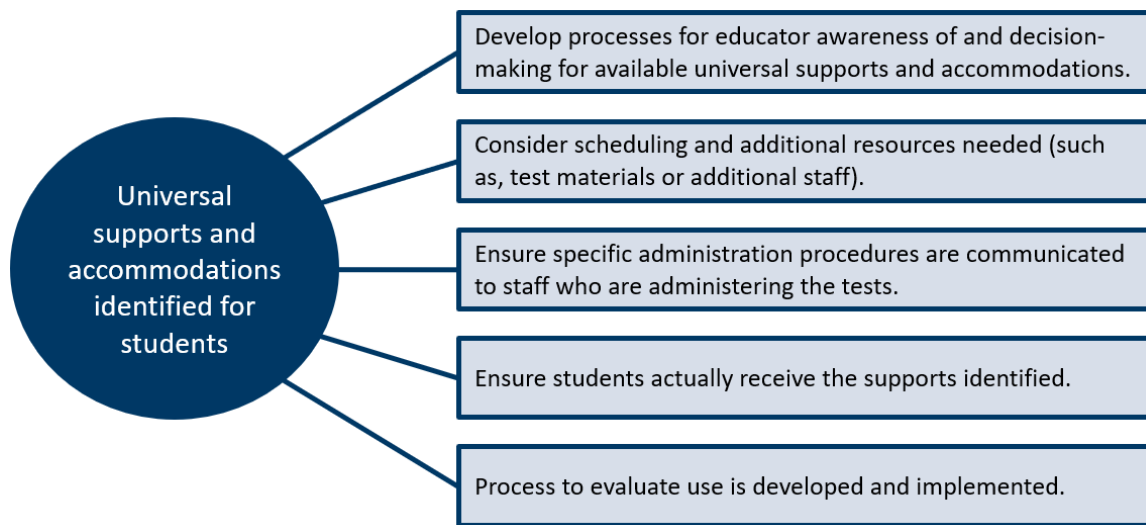 Universal
supports and
accommodations
identified for
students
Develop processes for educator awareness of and decision-
making for available universal supports and accommodations.
Consider scheduling and additional resources needed (such
as, test materials or additional staff).
Ensure specific administration procedures are communicated
to staff who are administering the tests.
Ensure students actually receive the supports identified.
Process to evaluate use is developed and implemented.